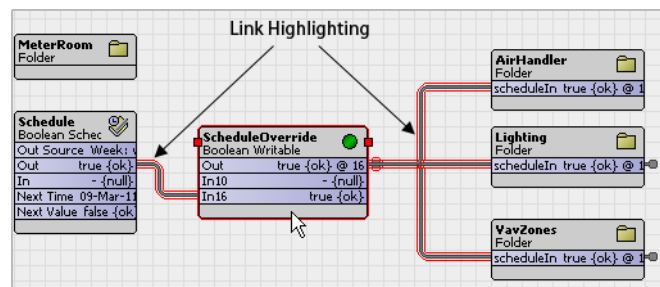 Link Highlighting
MeterRoom
Folder
Schedule
Boolean Sched
Out Source Week:
Out true {ok}
In - {null}
Next Time 09-Mar-11
Next Value false {ok}
ScheduleOverride
Boolean Writable
Out true {ok} @ 16
In10 - {null}
In16 true {ok}
AirHandler
Folder
scheduleIn true {ok} @ 1
Lighting
Folder
scheduleIn true {ok} @ 1
VavZones
Folder
scheduleIn true {ok} @ 1